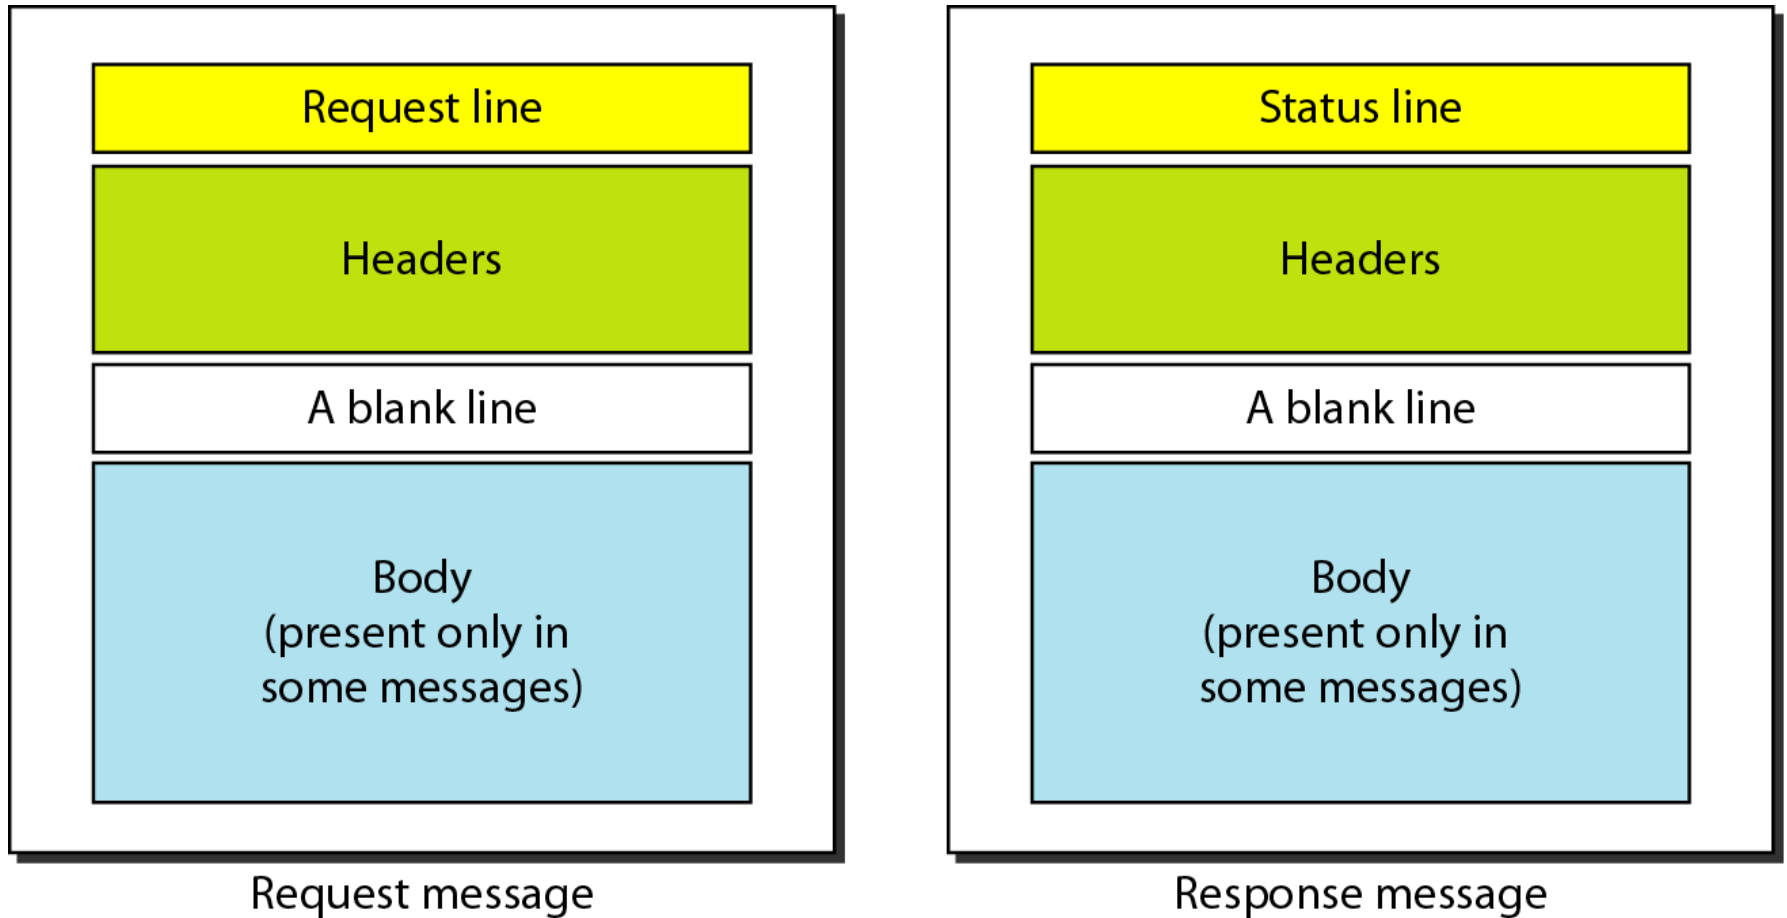 Request line
Headers
A blank line
Body
(present only in
some messages)
Request message
Status line
Headers
A blank line
Body
(present only in
some messages)
Response message